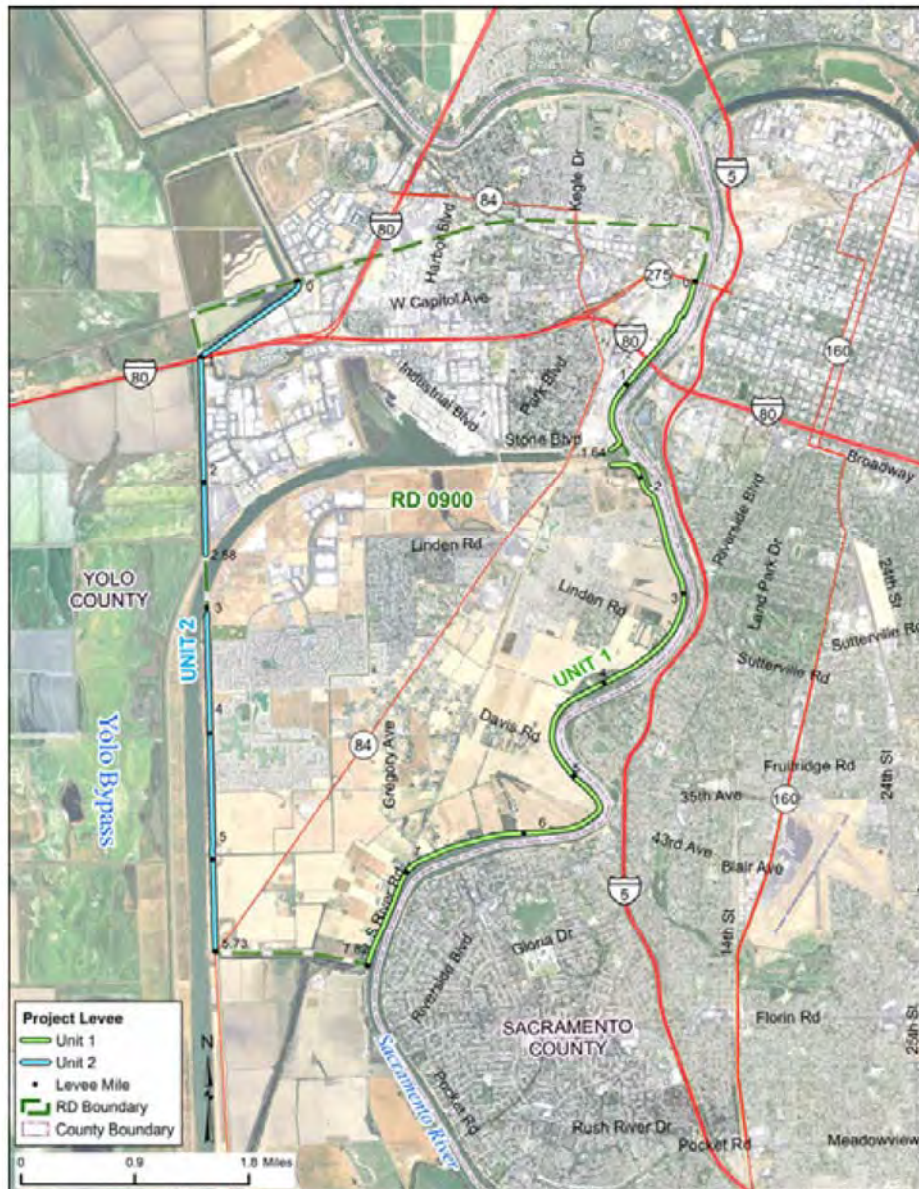 84
5
Kegle Dr
80
Harbor Blvd
275
0
0
W Capitol Ave
80
160
1
80
Industrial Blvd
Park Blvd
80
Stone Blvd
1.64
Broadway
2
2
RD 0900
Riverside Blvd
Linden Rd
2.58
Land Park Dr
24th St
YOLO
COUNTY
3
Linden Rd
3
Sutterville Rd
UNIT 2
UNIT 1
Sutterville Rd
4
4
Davis Rd
84
Gregory Ave
Yolo Bypass
5
Fruitridge Rd
24th St
35th Ave
160
6
5
43rd Ave
Blair Ave
S River Rd
5
14th St
5.73
Gloria Dr
Riverside Blvd
Project Levee
Unit 1
Unit 2
Levee Mile
RD Boundary
County Boundary
N
SACRAMENTO
COUNTY
Florin Rd
Sacramento River
Pocket Rd
Rush River Dr
Pocket Rd
Meadowview
0
0.9
1.8 Miles